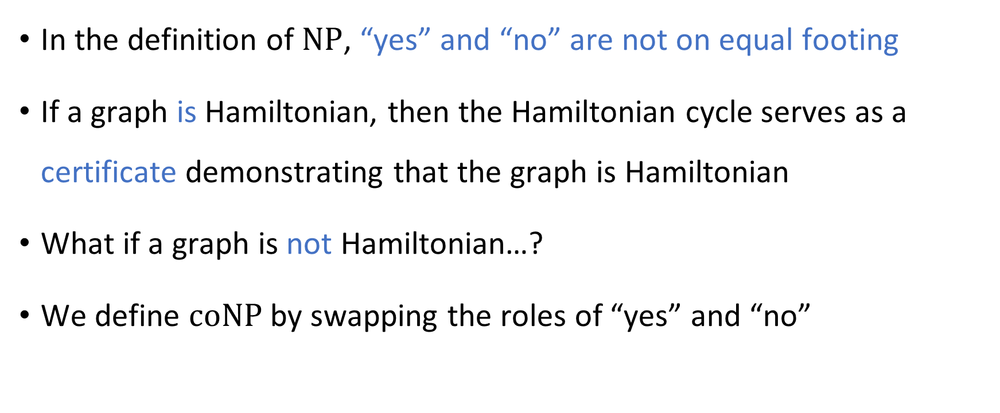 • In the definition of NP, “yes” and “no” are not on equal footing
• If a graph is Hamiltonian, then the Hamiltonian cycle serves as a
certificate demonstrating that the graph is Hamiltonian
• What if a graph is not Hamiltonian…?
• We define coNP by swapping the roles of “yes” and “no”